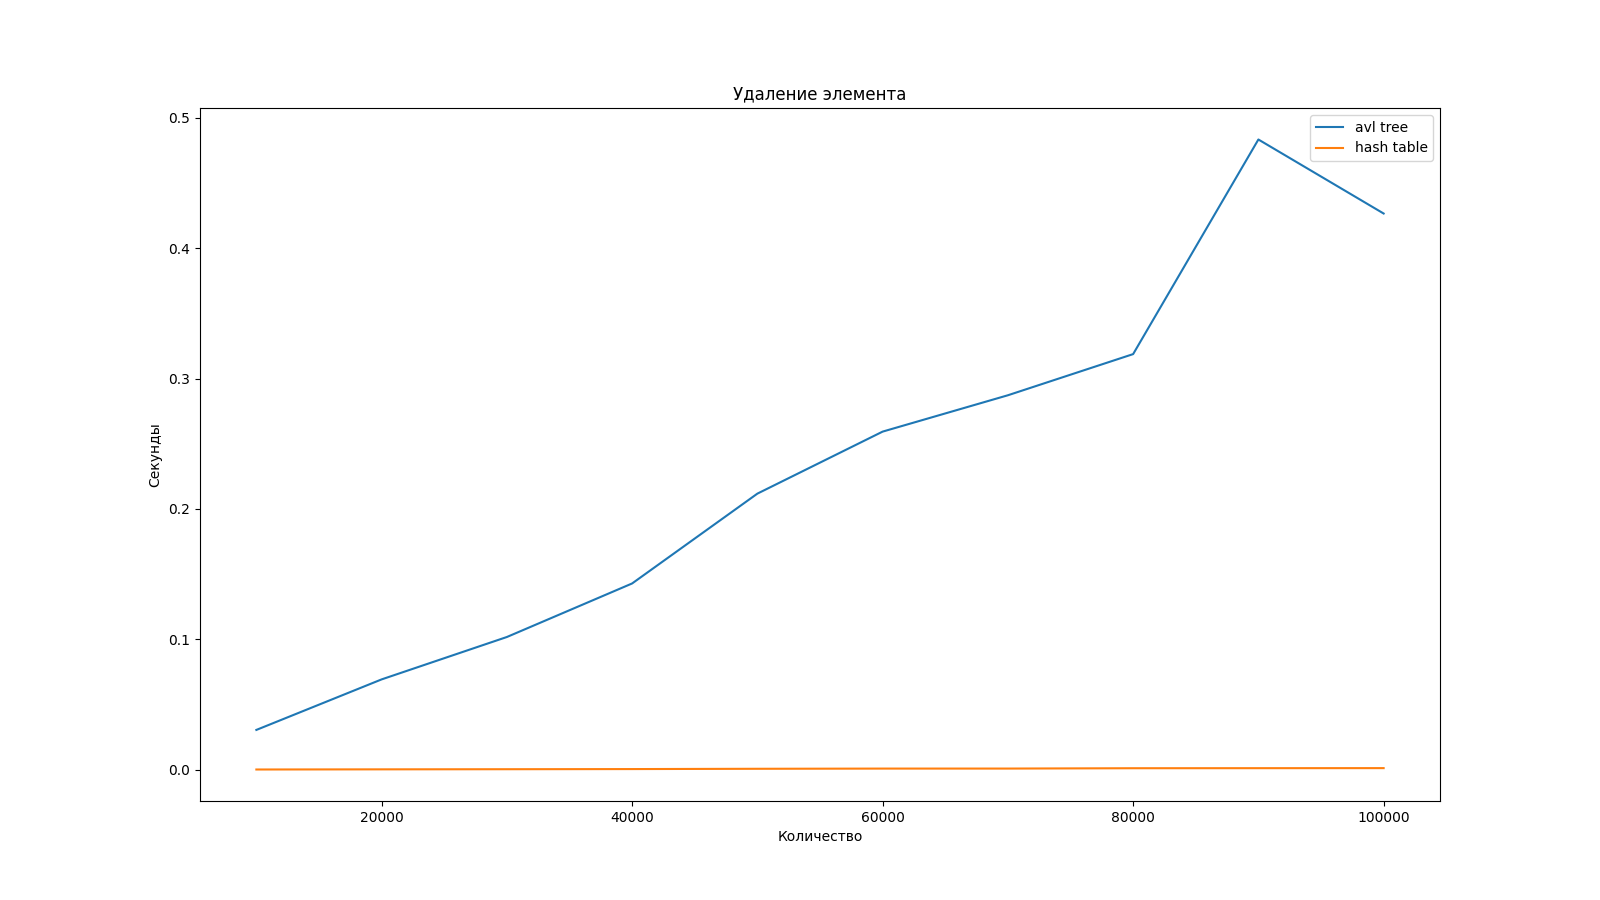 Удаление элемента
avl tree
hash table
0.5
0.4
0.3
0.2
0.1
0.0
Секунды
20000
40000
60000
80000
100000
Количество